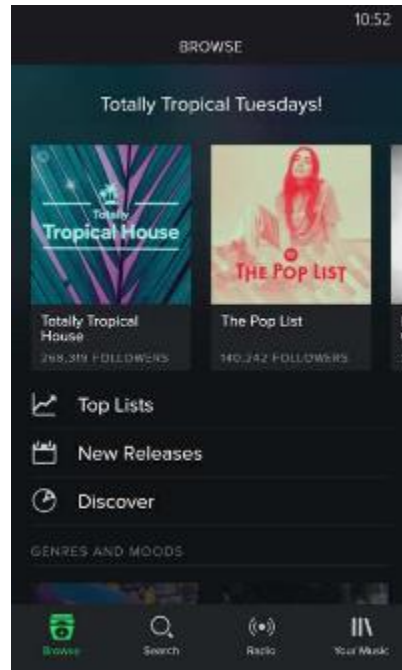 10:52
BROWSE
Totally Tropical Tuesdays!
Totally
Tropical House
THE POP LIST
Totally Tropical
House
268,319 FOLLOWERS
The Pop List
140,242 FOLLOWERS
Top Lists
New Releases
Discover
GENRES AND MOODS
Browse
Search
Radio
Your Music